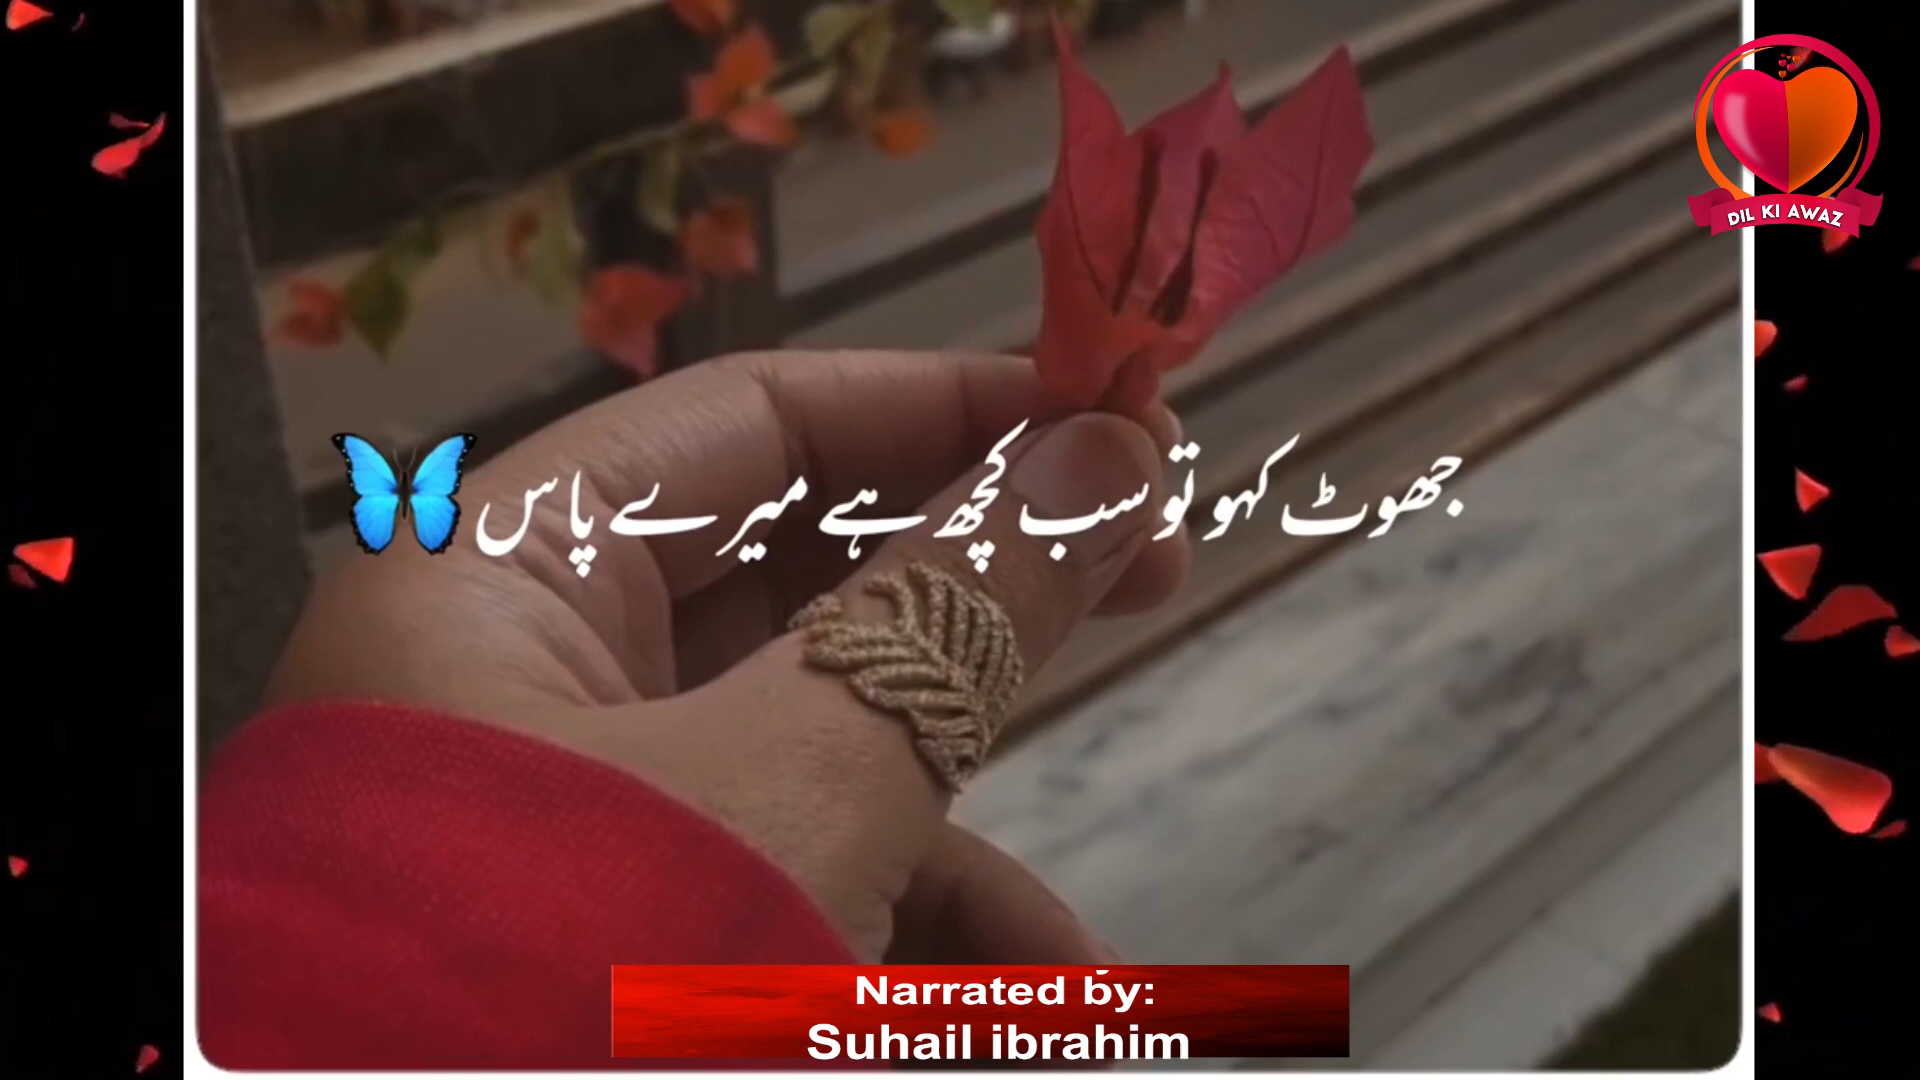 DIL KI AWAZ
جھوٹ کہو تو سب کچھ ہے میرے پاس
Narrated by:
Suhail ibrahim